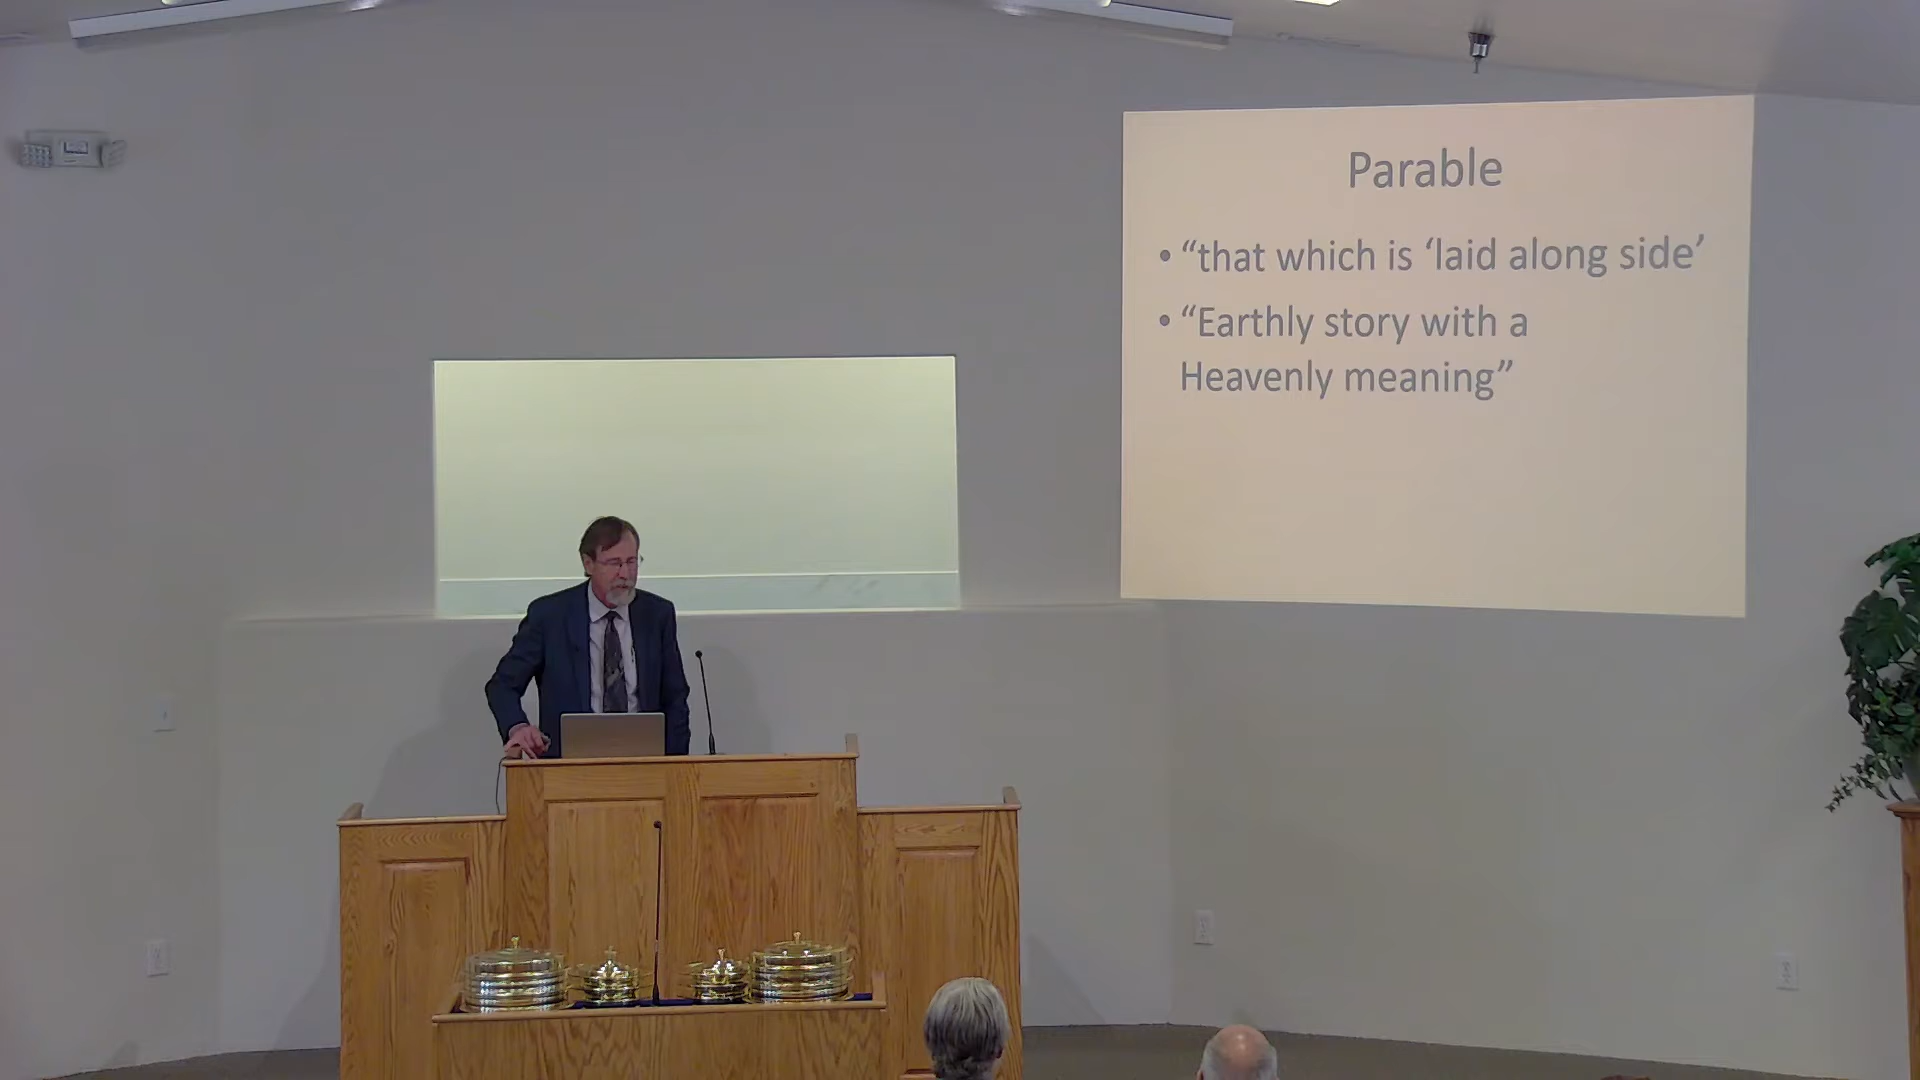 Parable
• “that which is ‘laid along side’
• “Earthly story with a
Heavenly meaning”